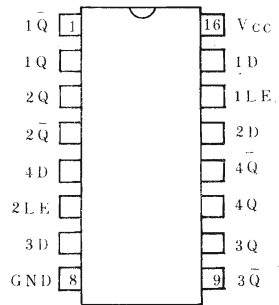 1Q̄ 1 16 Vcc
1Q 1D
2Q 1LE
2Q̄ 2D
4D 4Q̄
2LE 4Q
3D 3Q
GND 8 9 3Q̄